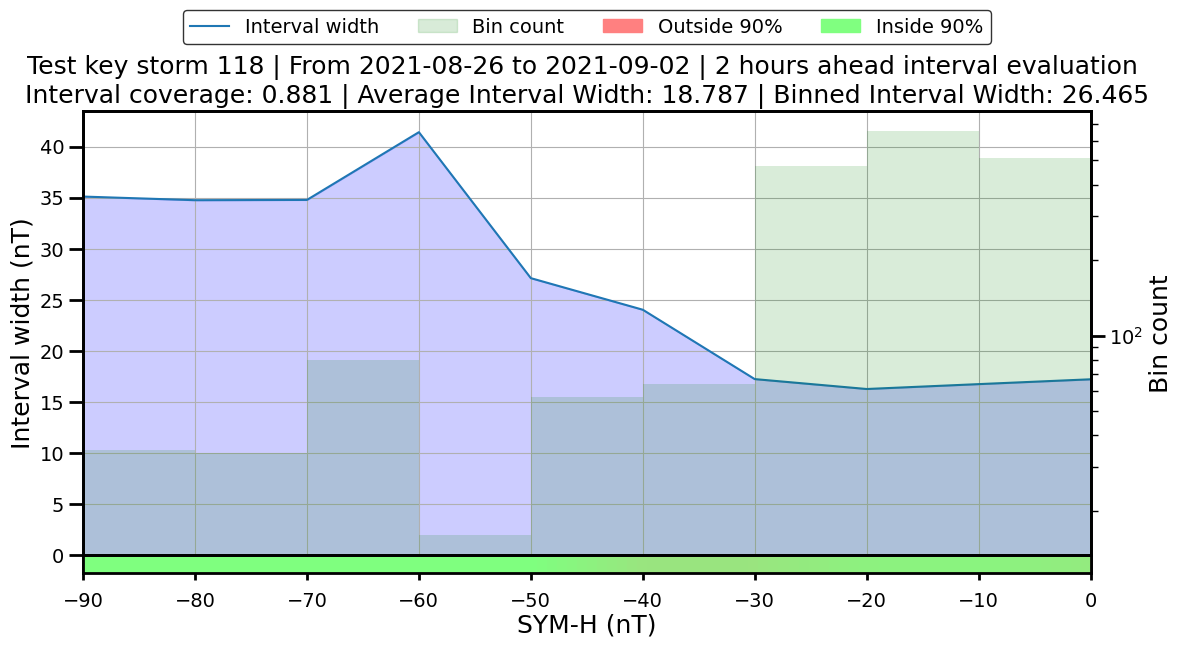 Interval width
Bin count
Outside 90%
Inside 90%
Test key storm 118 | From 2021-08-26 to 2021-09-02 | 2 hours ahead interval evaluation
Interval coverage: 0.881 | Average Interval Width: 18.787 | Binned Interval Width: 26.465
Interval width (nT)
40
35
30
25
20
15
10
5
0
10²
Bin count
−90 −80 −70 −60 −50 −40 −30 −20 −10 0
SYM-H (nT)